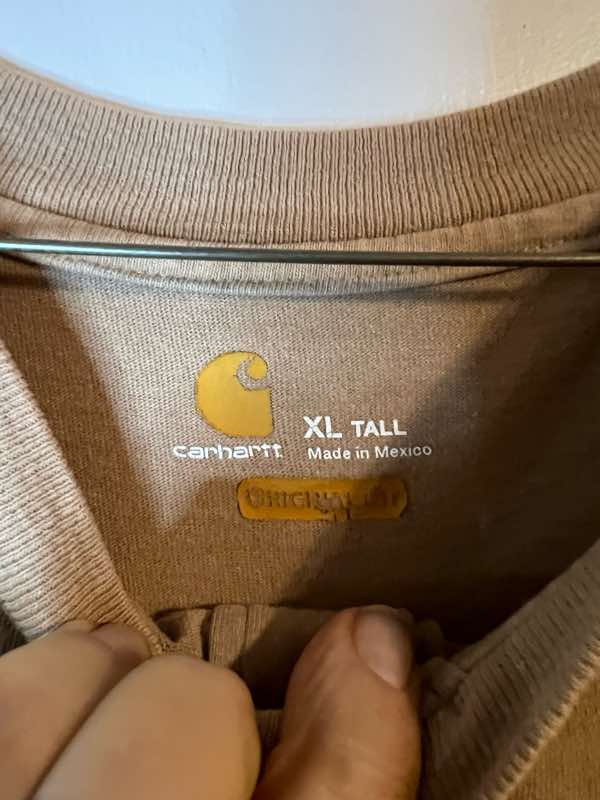 carhartt
XL TALL
Made in Mexico
ORIGINAL FIT